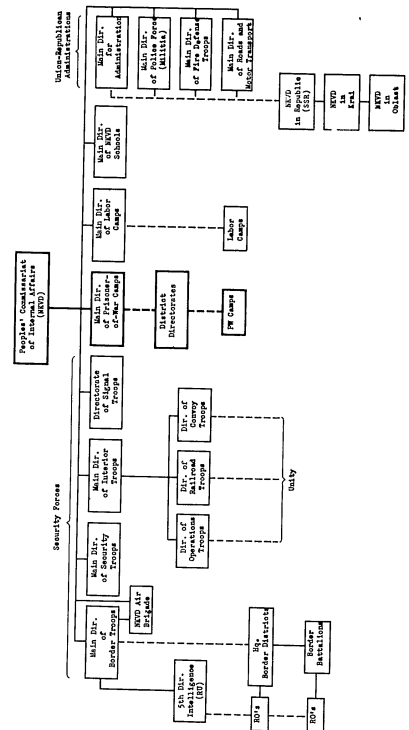 Peoples' Commissariat
of Internal Affairs
(NKVD)
Security Forces
Union-Republican
Administrations
Main Dir.
of
Border Troops
NKVD Air
Brigade
Main Dir.
of Security
Troops
Main Dir.
of Interior
Troops
Directorate
of Signal
Troops
Main Dir.
of Prisoner-
of-War Camps
Main Dir.
of Labor
Camps
Main Dir.
of NKVD
Schools
Main Dir.
for
Administration
Main Dir.
of Police Force
(Militia)
Main Dir.
of Fire Defense
Troops
Main Dir.
of Roads and
Motor Transport
5th Dir.
Intelligence
(RU)
Dir. of
Operations
Troops
Dir. of
Railroad
Troops
Dir. of
Convoy
Troops
District
Directorates
Labor
Camps
PW Camps
NKVD
in Republic
(SSR)
NKVD
in Krai
NKVD
in Oblast
Hq.
Border Districts
RO's
Border
Battalions
RO's
Unity